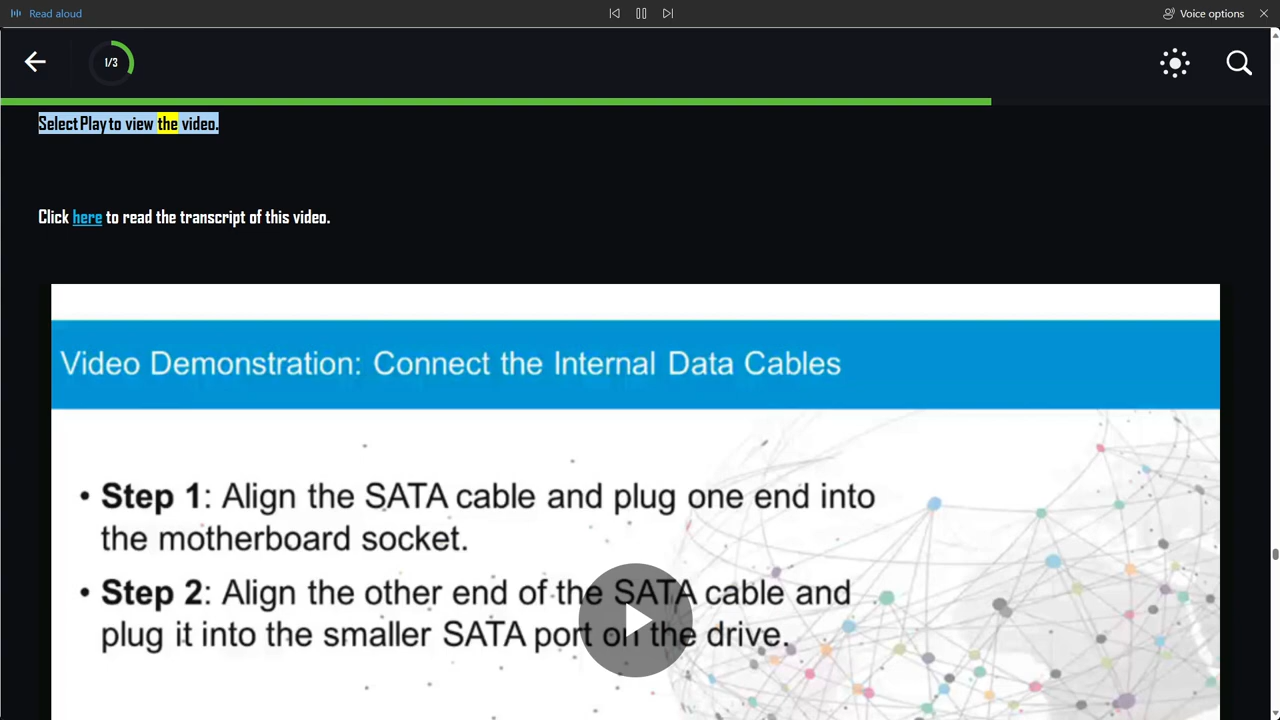 Read aloud
Voice options
1/3
Select Play to view the video.
Click here to read the transcript of this video.
Video Demonstration: Connect the Internal Data Cables
• Step 1: Align the SATA cable and plug one end into
the motherboard socket.
• Step 2: Align the other end of the SATA cable and
plug it into the smaller SATA port on the drive.